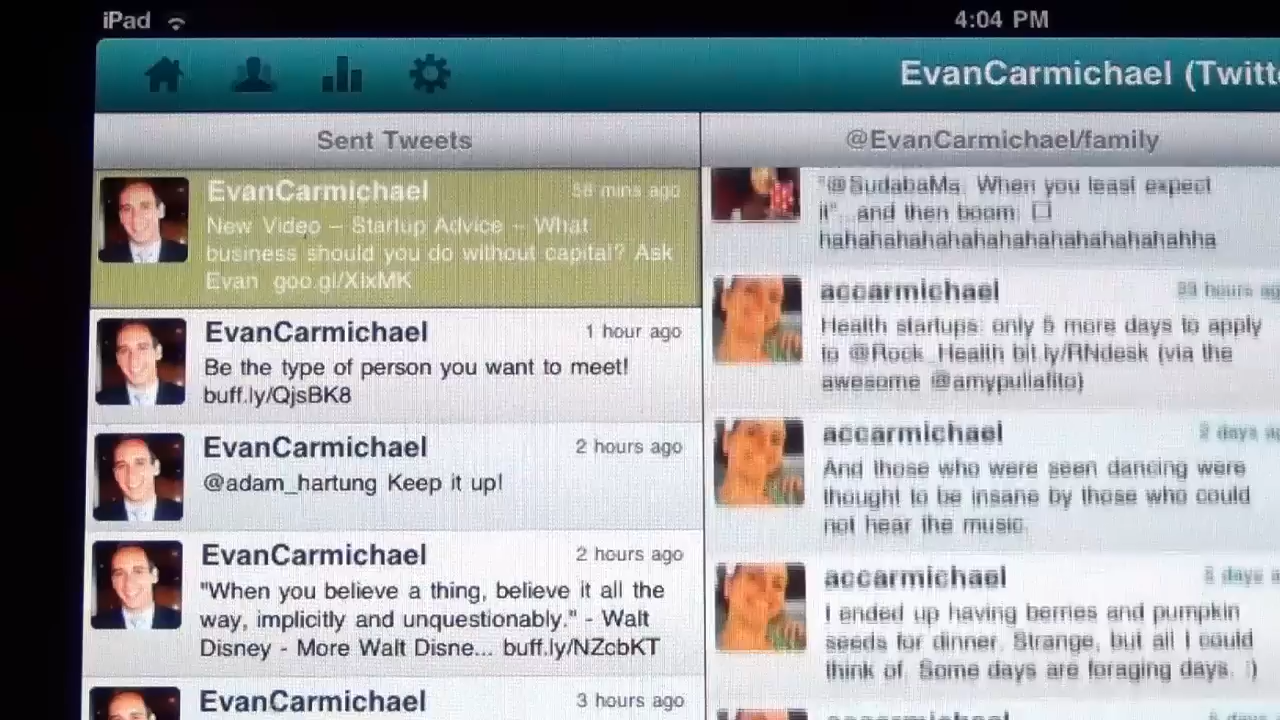 iPad
4:04 PM
EvanCarmichael (Twitt
Sent Tweets
EvanCarmichael
58 mins ago
New Video – Startup Advice – What
business should you do without capital? Ask
Evan goo.gl/XixMK
EvanCarmichael
1 hour ago
Be the type of person you want to meet!
buff.ly/QjsBK8
EvanCarmichael
2 hours ago
@adam_hartung Keep it up!
EvanCarmichael
2 hours ago
"When you believe a thing, believe it all the
way, implicitly and unquestionably." - Walt
Disney - More Walt Disne... buff.ly/NZcbKT
EvanCarmichael
3 hours ago
@EvanCarmichael/family
"@SudabaMa: When you least expect
it"...and then boom.
hahahahahahahahahahahahahahha
accarmichael
hours ag
Health startups: only 5 more days to apply
to @Rock_Health bit.ly/RNdesk (via the
awesome @amypuliafito)
accarmichael
2 days a
And those who were seen dancing were
thought to be insane by those who could
not hear the music.
accarmichael
days a
I ended up having berries and pumpkin
seeds for dinner. Strange, but all I could
think of. Some days are foraging days. :)